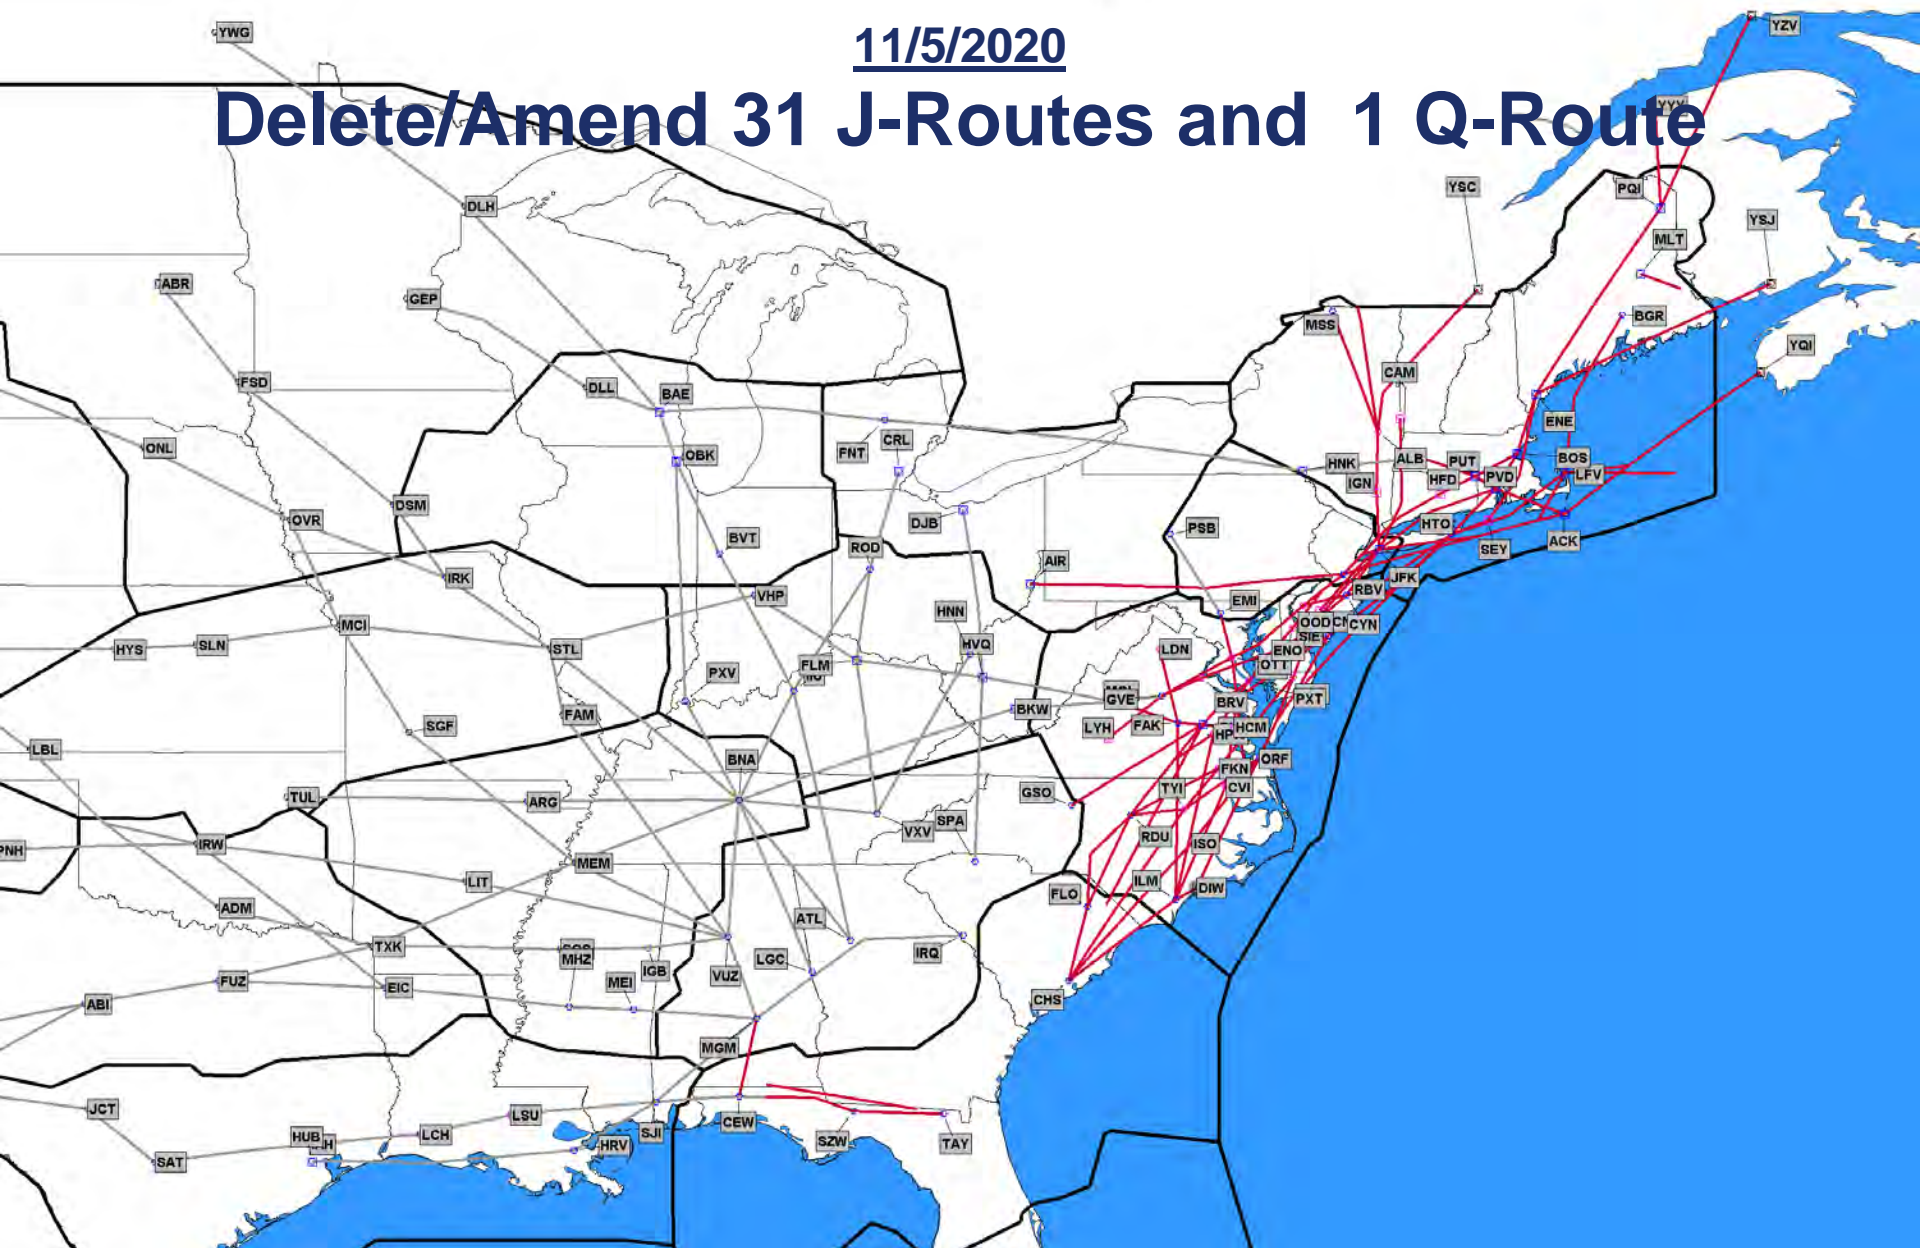 11/5/2020
Delete/Amend 31 J-Routes and 1 Q-Route
YWG
YZV
YYY
DLH
YSC
PQI
YSJ
MLT
ABR
GEP
MSS
BGR
YQI
CAM
FSD
DLL
BAE
ENE
ONL
OBK
FNT
CRL
HNK
ALB
PUT
BOS
IGN
HFD
PVD
LFV
DSM
OVR
DJB
HTO
PSB
BVT
ROD
SEY
ACK
AIR
IRK
JFK
RBV
VHP
EMI
HNN
MCI
OOD
CYN
SIE
HYS
SLN
STL
HVQ
LDN
ENO
FLM
OTT
PXV
GVE
BRV
PXT
FAM
BKW
SGF
LYH
FAK
HCM
LBL
BNA
ORF
FKN
TUL
ARG
GSO
TYI
CVI
VXV
SPA
RDU
ISO
PNH
IRW
MEM
LIT
ILM
DIW
FLO
ADM
ATL
TXK
MHZ
IGB
VUZ
LGC
IRQ
MEI
FUZ
EIC
ABI
CHS
MGM
JCT
LSU
CEW
HUB
LCH
SJI
HRV
SZW
TAY
SAT